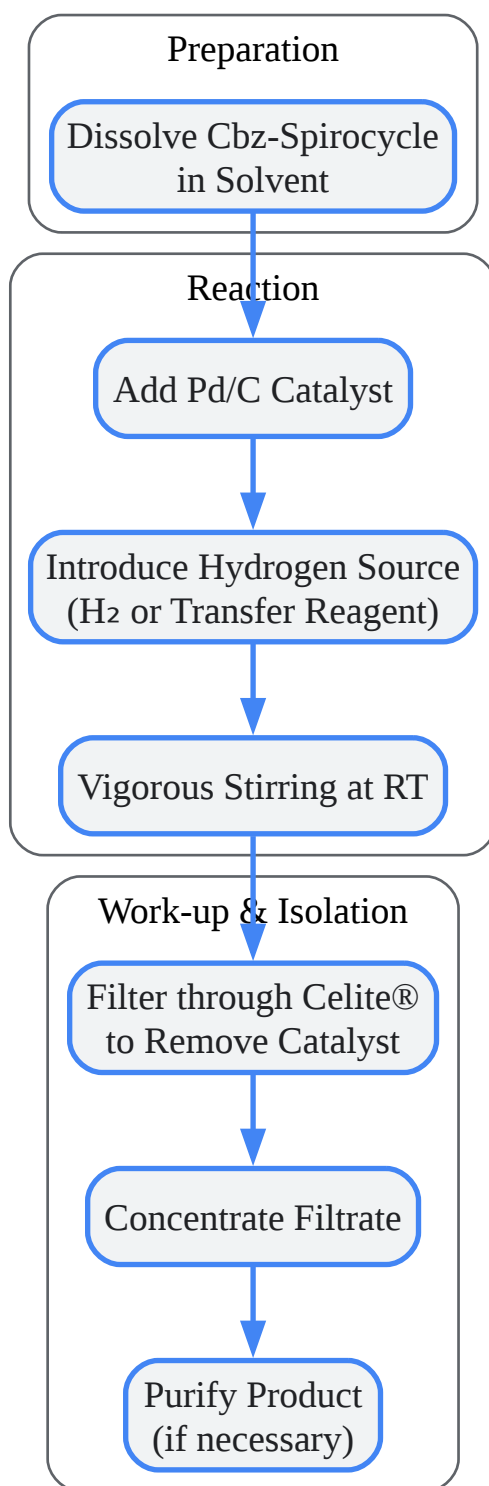 Preparation
Dissolve Cbz-Spirocycle
in Solvent
Reaction
Add Pd/C Catalyst
Introduce Hydrogen Source
(H₂ or Transfer Reagent)
Vigorous Stirring at RT
Work-up & Isolation
Filter through Celite®
to Remove Catalyst
Concentrate Filtrate
Purify Product
(if necessary)